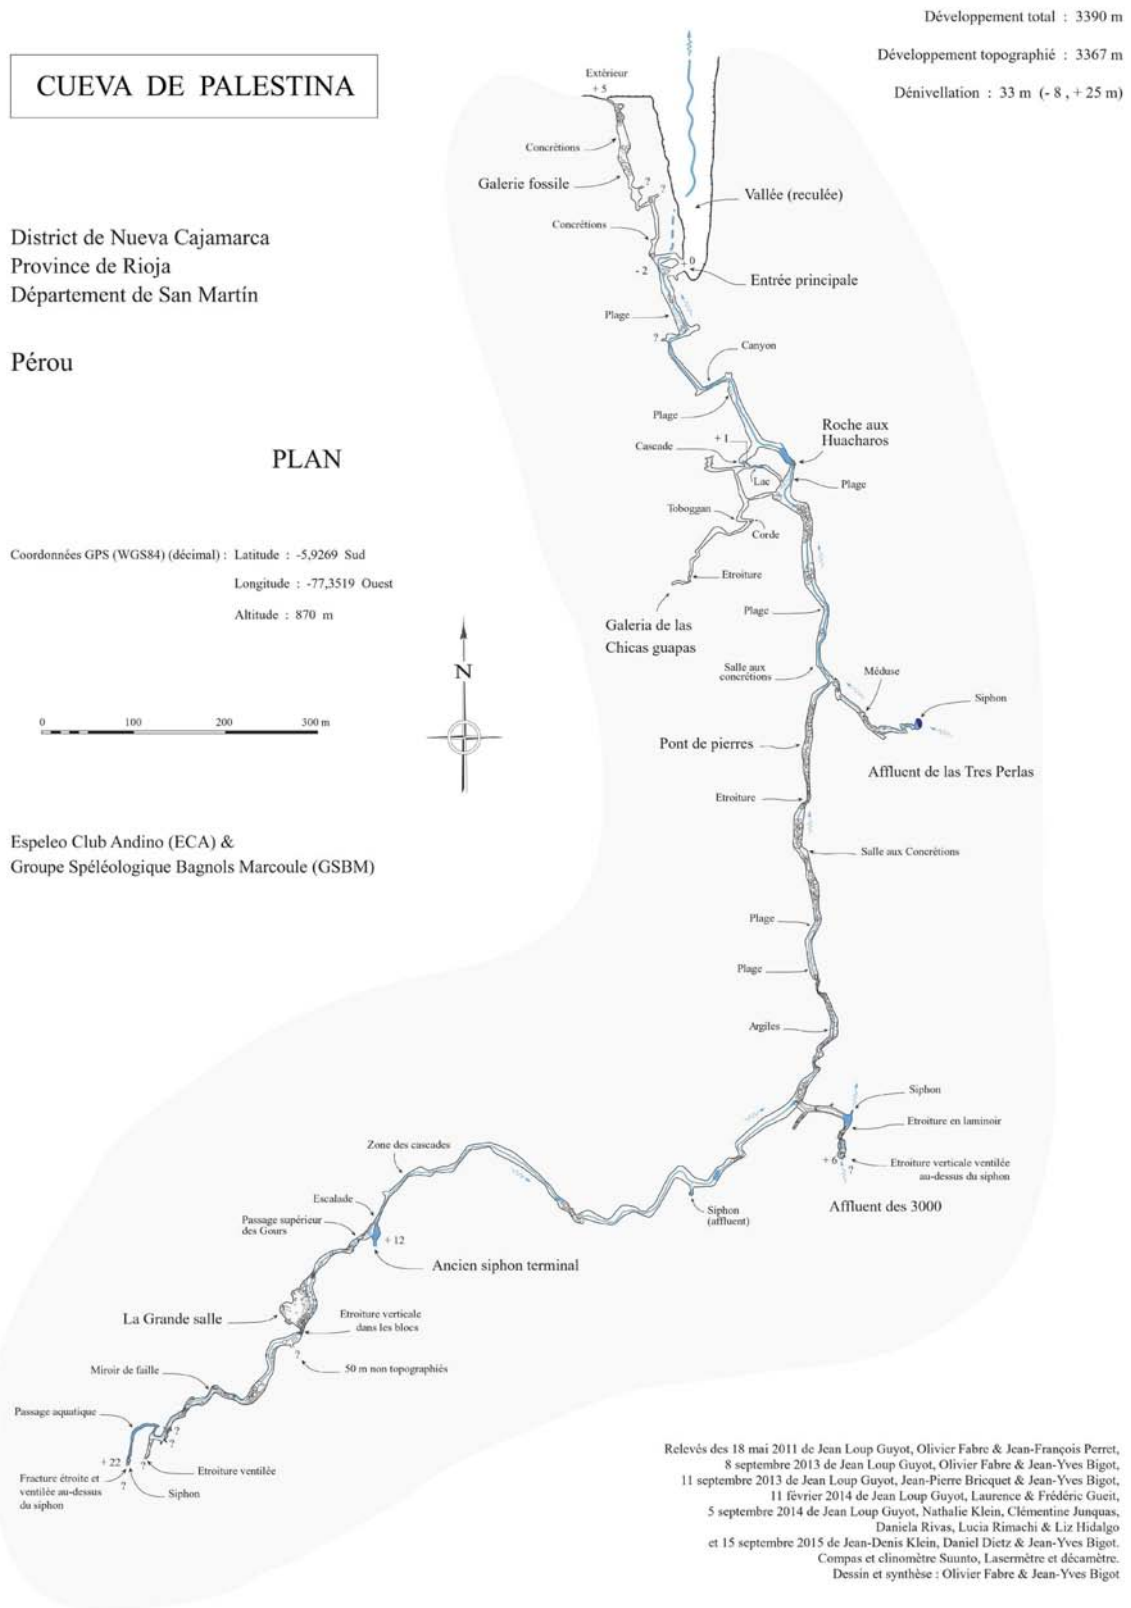 Développement total : 3390 m
Développement topographié : 3367 m
Dénivellation : 33 m (- 8 , + 25 m)
CUEVA DE PALESTINA
District de Nueva Cajamarca
Province de Rioja
Département de San Martín
Pérou
PLAN
Coordonnées GPS (WGS84) (décimal) : Latitude : -5,9269 Sud
Longitude : -77,3519 Ouest
Altitude : 870 m
N
0 100 200 300 m
Espeleo Club Andino (ECA) &
Groupe Spéléologique Bagnols Marcoule (GSBM)
Extérieur
+ 5
Concrétions
Galerie fossile
?
?
Vallée (reculée)
Concrétions
- 2
+ 0
Entrée principale
Plage
?
Canyon
Plage
Roche aux
Huacharos
+ 1
Cascade
Lac
Plage
Toboggan
Corde
Etroiture
Plage
Galeria de las
Chicas guapas
Salle aux
concrétions
Méduse
Siphon
Pont de pierres
Affluent de las Tres Perlas
Etroiture
Salle aux Concrétions
Plage
Plage
Argiles
Siphon
Etroiture en laminoir
+ 6
?
Etroiture verticale ventilée
au-dessus du siphon
Affluent des 3000
Zone des cascades
Siphon
(affluent)
Escalade
Passage supérieur
des Gours
+ 12
Ancien siphon terminal
La Grande salle
Etroiture verticale
dans les blocs
?
50 m non topographiés
Miroir de faille
Passage aquatique
?
?
+ 22
?
Etroiture ventilée
Fracture étroite et
ventilée au-dessus
du siphon
?
Siphon
Relevés des 18 mai 2011 de Jean Loup Guyot, Olivier Fabre & Jean-François Perret,
8 septembre 2013 de Jean Loup Guyot, Olivier Fabre & Jean-Yves Bigot,
11 septembre 2013 de Jean Loup Guyot, Jean-Pierre Bricquet & Jean-Yves Bigot,
11 février 2014 de Jean Loup Guyot, Laurence & Frédéric Gueit,
5 septembre 2014 de Jean Loup Guyot, Nathalie Klein, Clémentine Junquas,
Daniela Rivas, Lucia Rimachi & Liz Hidalgo
et 15 septembre 2015 de Jean-Denis Klein, Daniel Dietz & Jean-Yves Bigot.
Compas et clinomètre Suunto, Lasermètre et décamètre.
Dessin et synthèse : Olivier Fabre & Jean-Yves Bigot